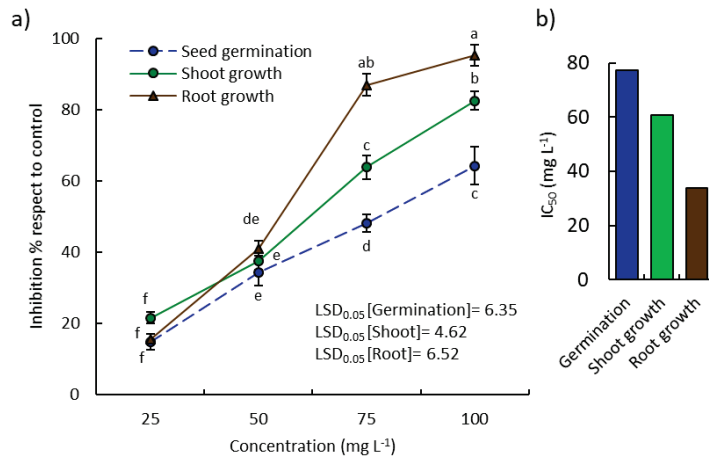 a)
Inhibition % respect to control
100
80
60
40
20
0
Seed germination
Shoot growth
Root growth
f
f
f
de
e
e
ab
c
d
a
b
c
LSD0.05 [Germination]= 6.35
LSD0.05 [Shoot]= 4.62
LSD0.05 [Root]= 6.52
25 50 75 100
Concentration (mg L-1)
b)
IC50 (mg L-1)
80
60
40
20
0
Germination
Shoot growth
Root growth